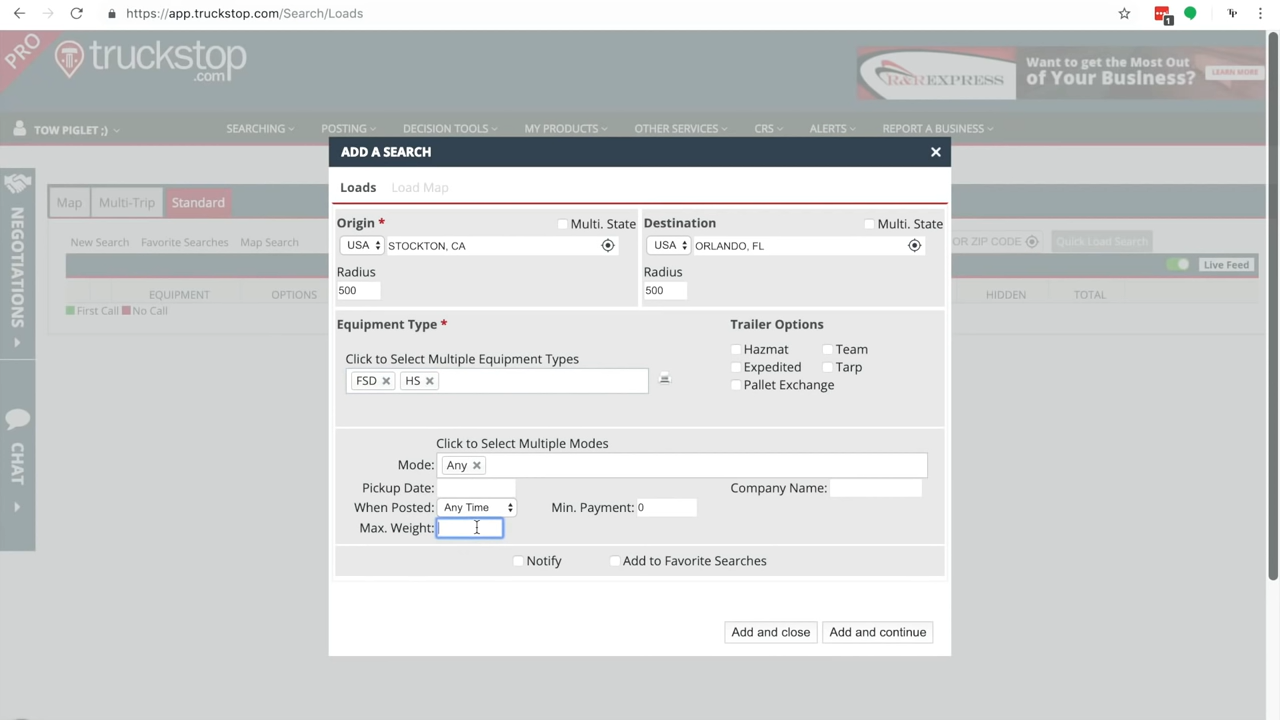 https://app.truckstop.com/Search/Loads
1
PRO
truckstop
.com
R&R EXPRESS
Want to get the Most Out
of Your Business?
LEARN MORE
TOW PIGLET ;)
SEARCHING
POSTING
DECISION TOOLS
MY PRODUCTS
OTHER SERVICES
CRS
ALERTS
REPORT A BUSINESS
NEGOTIATIONS
CHAT
Map
Multi-Trip
Standard
New Search
Favorite Searches
Map Search
OR ZIP CODE
Quick Load Search
Live Feed
EQUIPMENT
OPTIONS
HIDDEN
TOTAL
First Call
No Call
ADD A SEARCH
Loads
Load Map
Origin *
Multi. State
USA
STOCKTON, CA
Radius
500
Destination
Multi. State
USA
ORLANDO, FL
Radius
500
Equipment Type *
Click to Select Multiple Equipment Types
FSD
HS
Trailer Options
Hazmat
Team
Expedited
Tarp
Pallet Exchange
Click to Select Multiple Modes
Mode: Any
Pickup Date:
Company Name:
When Posted: Any Time
Min. Payment: 0
Max. Weight:
Notify
Add to Favorite Searches
Add and close
Add and continue